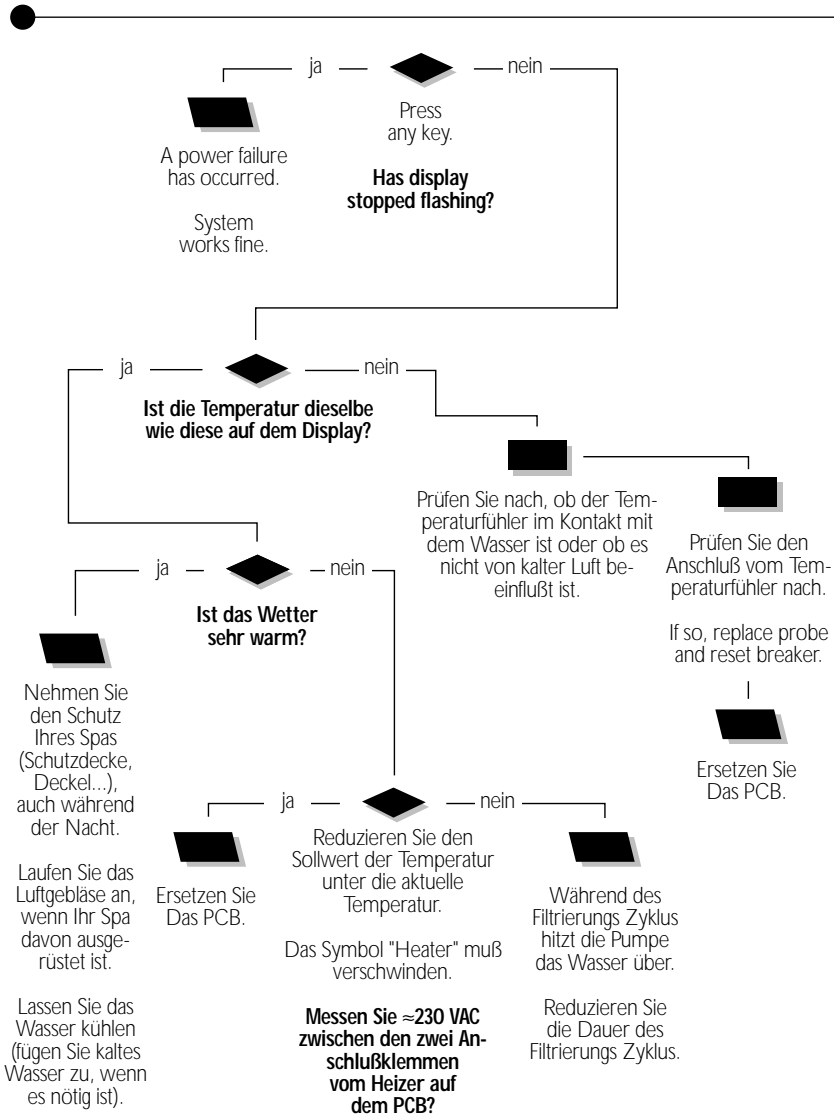 ja
nein
Press
any key.
Has display
stopped flashing?
A power failure
has occurred.
System
works fine.
ja
nein
Ist die Temperatur dieselbe
wie diese auf dem Display?
Prüfen Sie nach, ob der Tem-
peraturfühler im Kontakt mit
dem Wasser ist oder ob es
nicht von kalter Luft be-
einflußt ist.
Prüfen Sie den
Anschluß vom Tem-
peraturfühler nach.
If so, replace probe
and reset breaker.
Ersetzen Sie
Das PCB.
ja
nein
Ist das Wetter
sehr warm?
Nehmen Sie
den Schutz
Ihres Spas
(Schutzdecke,
Deckel...),
auch während
der Nacht.
Laufen Sie das
Luftgebläse an,
wenn Ihr Spa
davon ausge-
rüstet ist.
Lassen Sie das
Wasser kühlen
(fügen Sie kaltes
Wasser zu, wenn
es nötig ist).
ja
nein
Ersetzen Sie
Das PCB.
Reduzieren Sie den
Sollwert der Temperatur
unter die aktuelle
Temperatur.
Das Symbol "Heater" muß
verschwinden.
Messen Sie ≈230 VAC
zwischen den zwei An-
schlußklemmen
vom Heizer auf
dem PCB?
Während des
Filtrierungs Zyklus
hitzt die Pumpe
das Wasser über.
Reduzieren Sie
die Dauer des
Filtrierungs Zyklus.